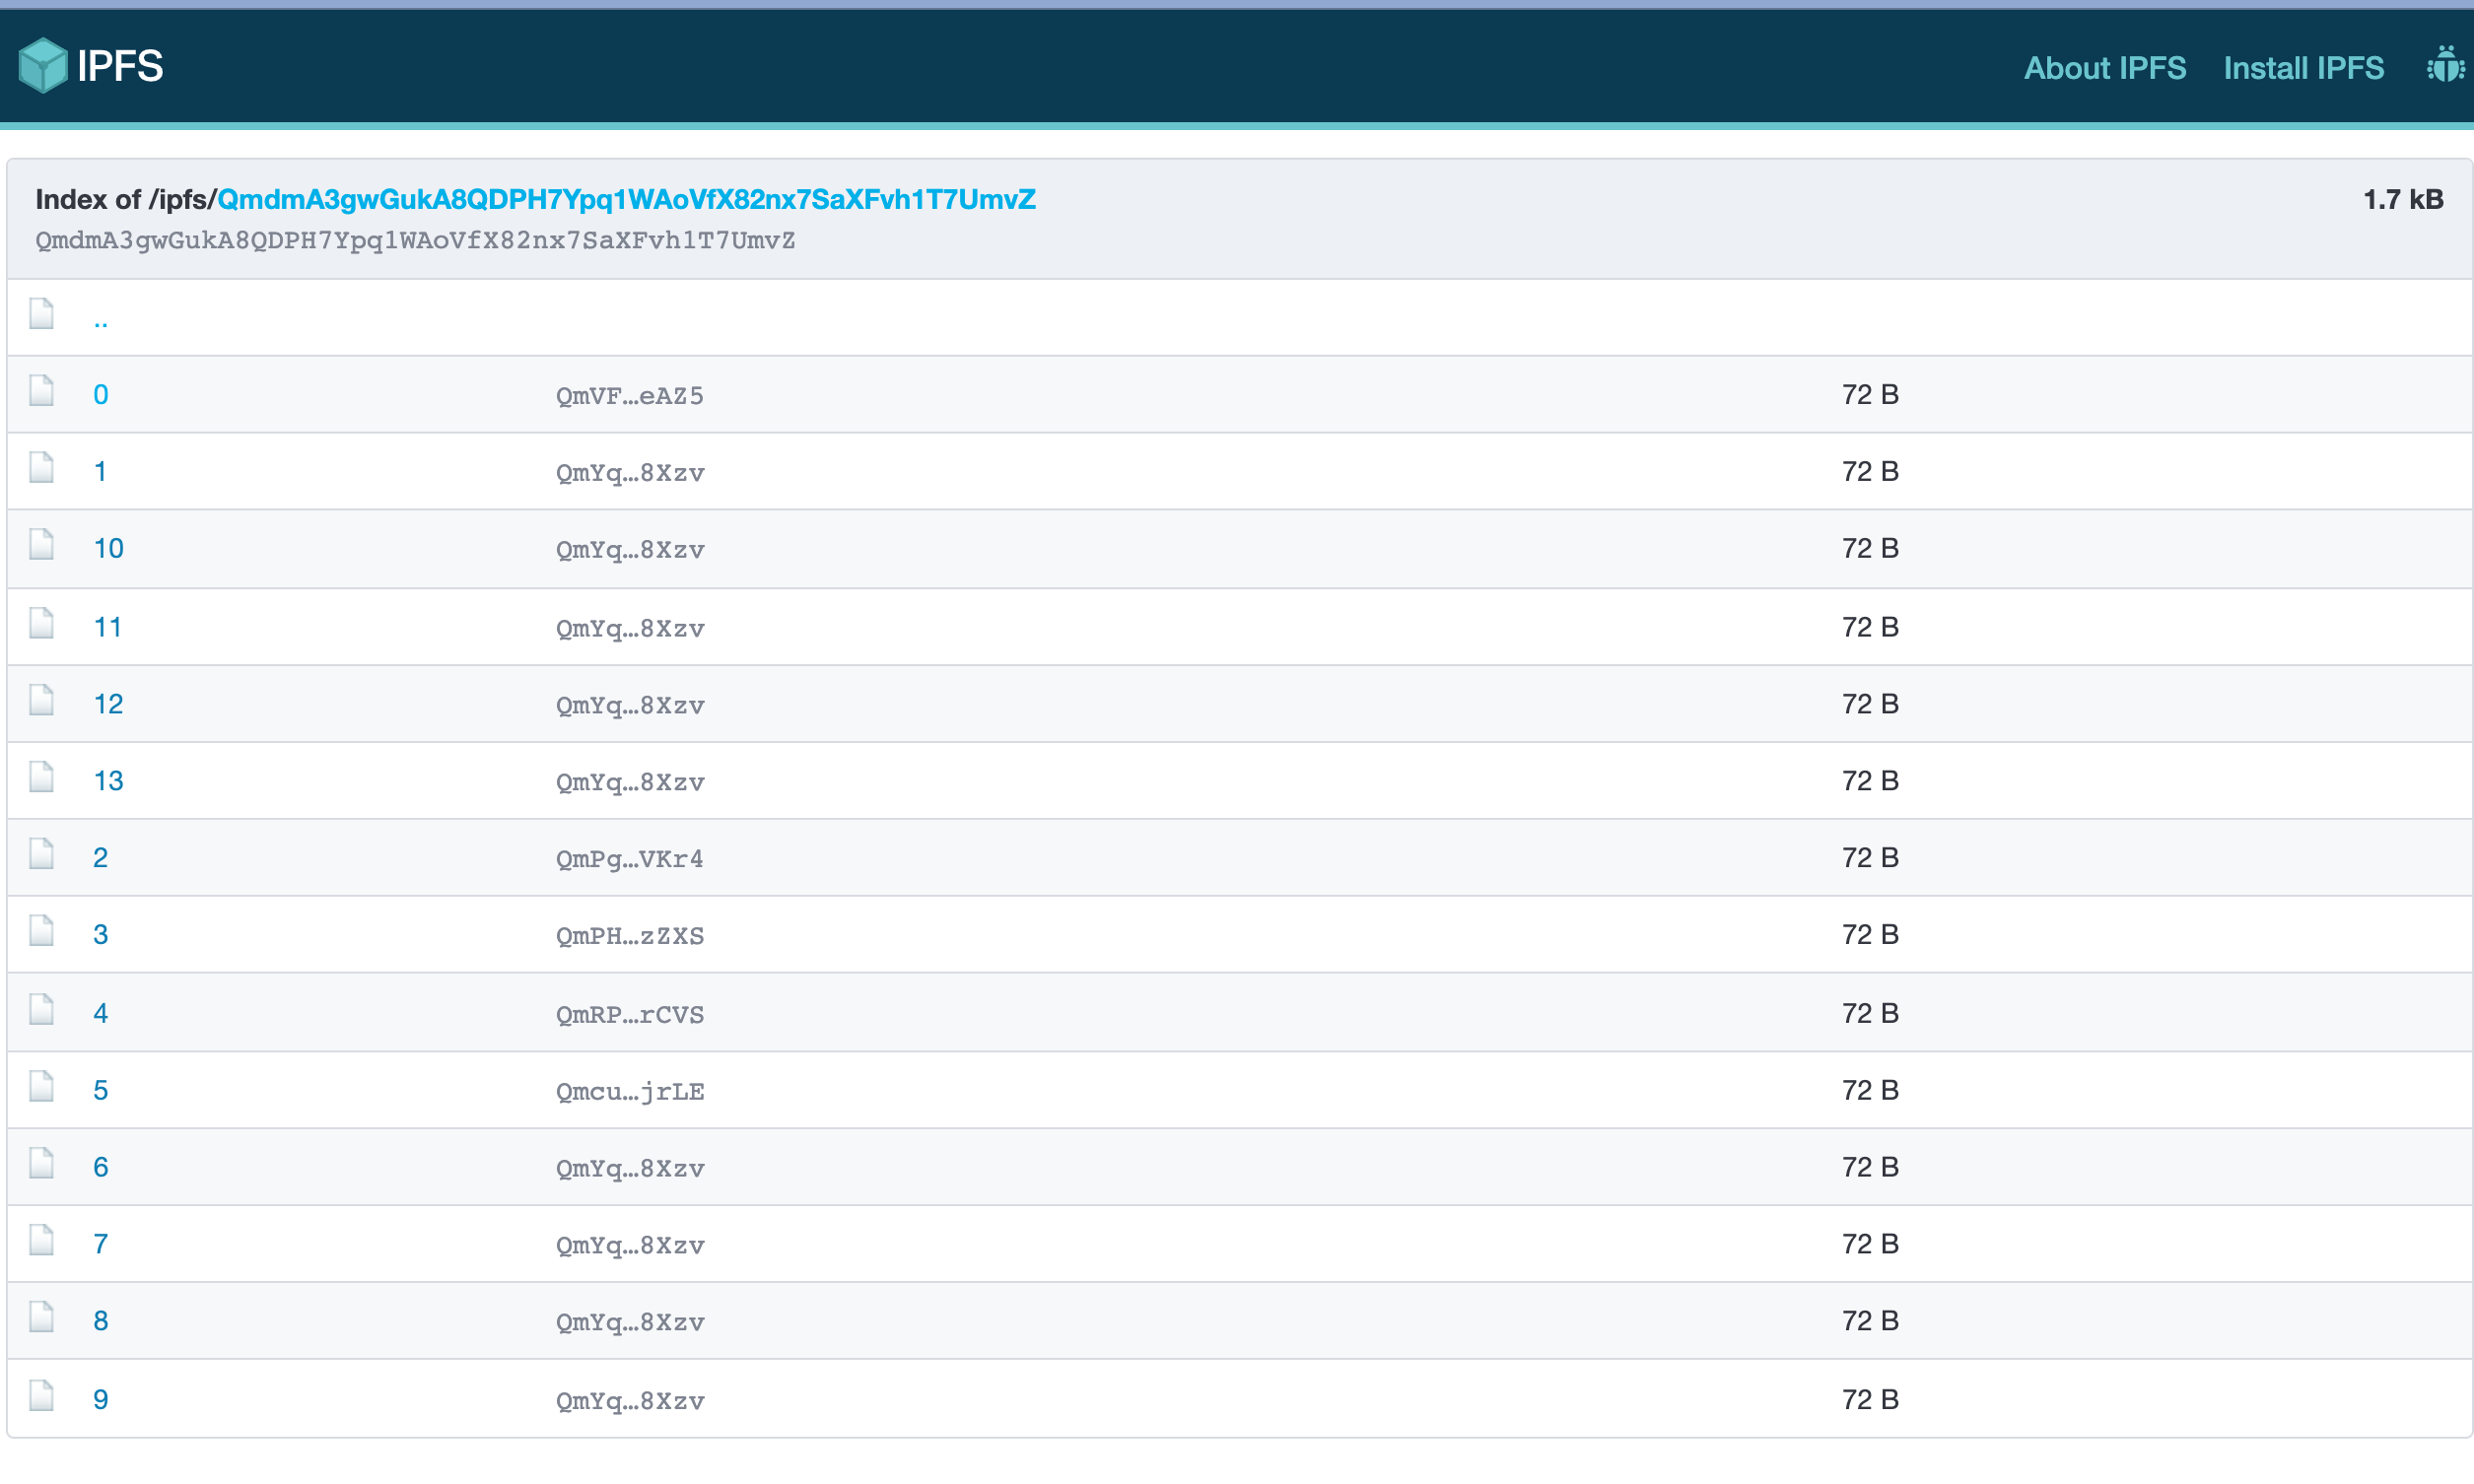 IPFS
About IPFS Install IPFS
Index of /ipfs/QmdmA3gwGukA8QDPH7Ypq1WAoVfX82nx7SaXFvh1T7UmvZ 1.7 kB
QmdmA3gwGukA8QDPH7Ypq1WAoVfX82nx7SaXFvh1T7UmvZ
..
0 QmVF…eAZ5 72 B
1 QmYq…8Xzv 72 B
10 QmYq…8Xzv 72 B
11 QmYq…8Xzv 72 B
12 QmYq…8Xzv 72 B
13 QmYq…8Xzv 72 B
2 QmPg…VKr4 72 B
3 QmPH…zZXS 72 B
4 QmRP…rCVS 72 B
5 Qmcu…jrLE 72 B
6 QmYq…8Xzv 72 B
7 QmYq…8Xzv 72 B
8 QmYq…8Xzv 72 B
9 QmYq…8Xzv 72 B